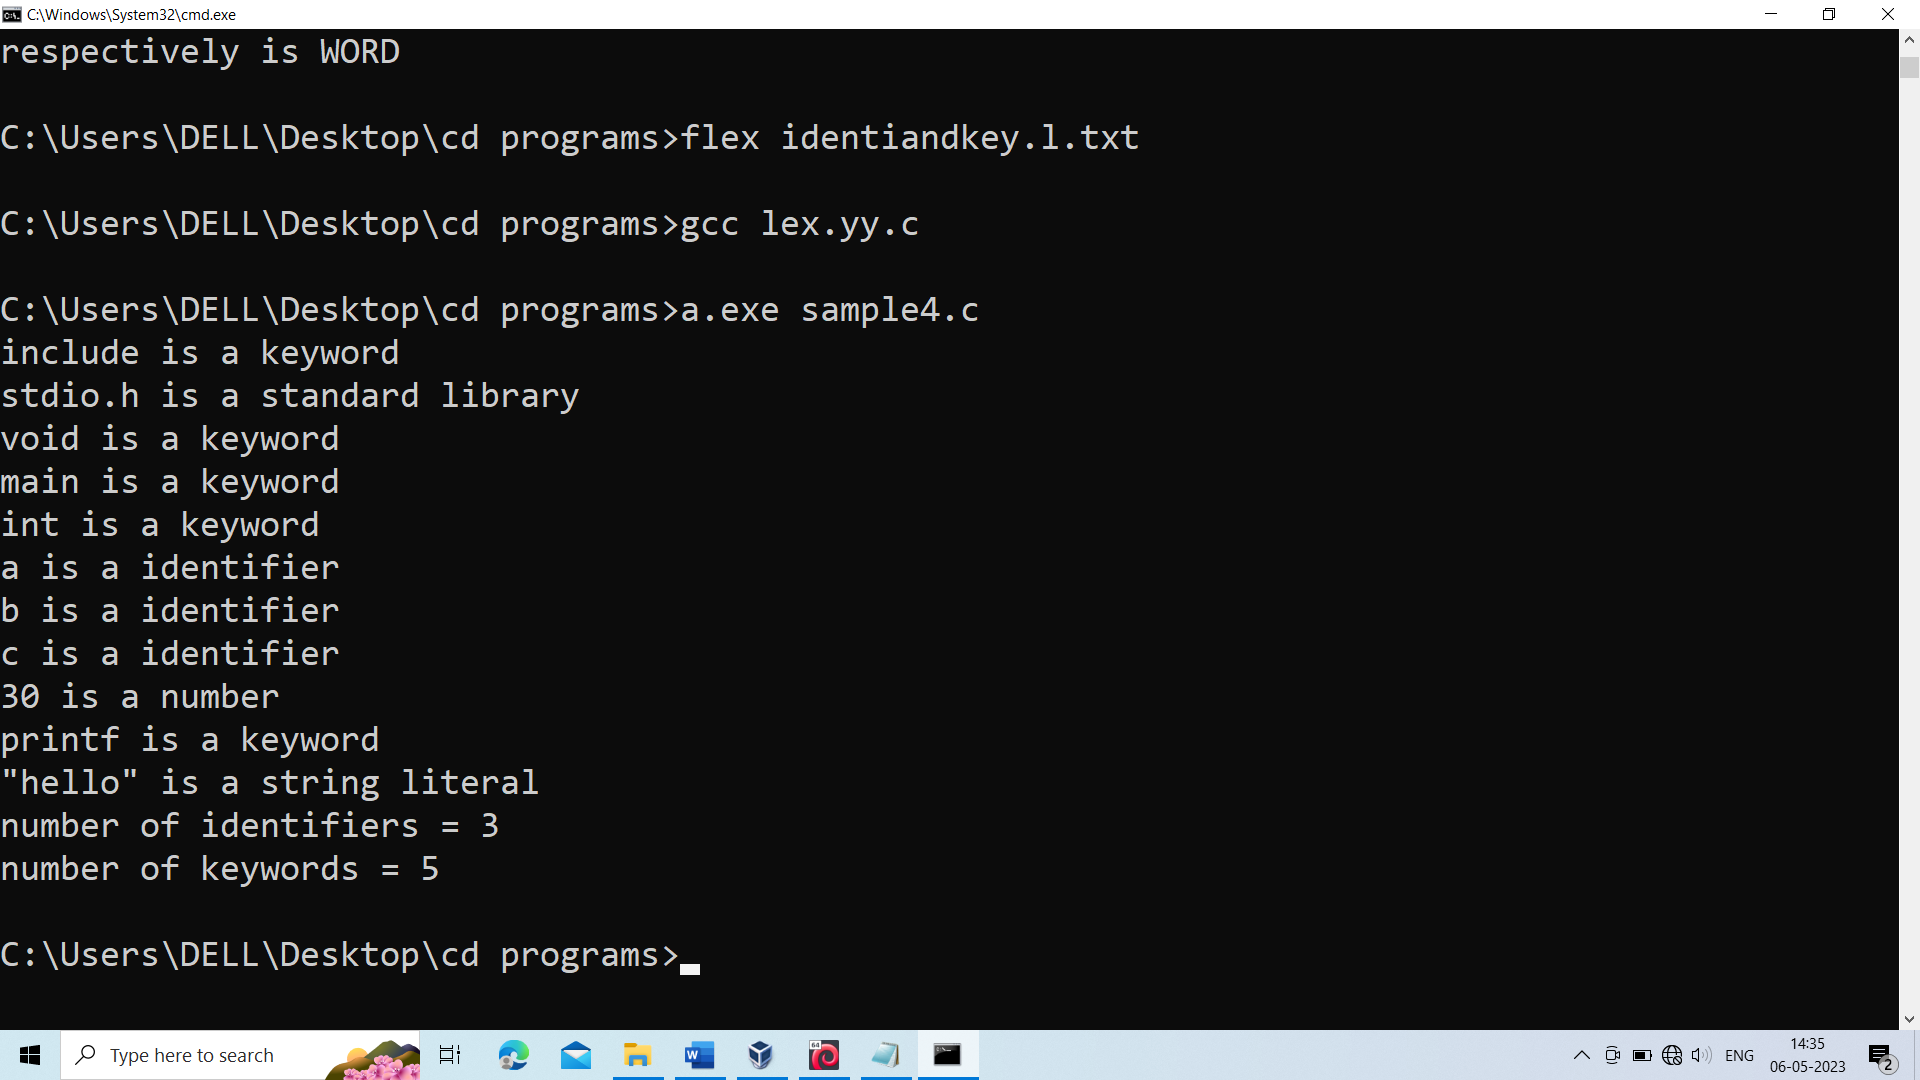 C:\Windows\System32\cmd.exe
respectively is WORD
C:\Users\DELL\Desktop\cd programs>flex identiandkey.l.txt
C:\Users\DELL\Desktop\cd programs>gcc lex.yy.c
C:\Users\DELL\Desktop\cd programs>a.exe sample4.c
include is a keyword
stdio.h is a standard library
void is a keyword
main is a keyword
int is a keyword
a is a identifier
b is a identifier
c is a identifier
30 is a number
printf is a keyword
"hello" is a string literal
number of identifiers = 3
number of keywords = 5
C:\Users\DELL\Desktop\cd programs>
Type here to search
W
64
ENG
14:35
06-05-2023
2